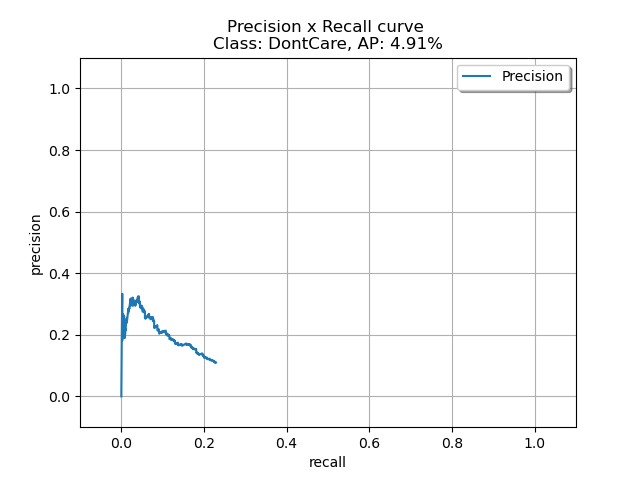 Precision x Recall curve
Class: DontCare, AP: 4.91%
Precision
precision
1.0
0.8
0.6
0.4
0.2
0.0
0.0 0.2 0.4 0.6 0.8 1.0
recall